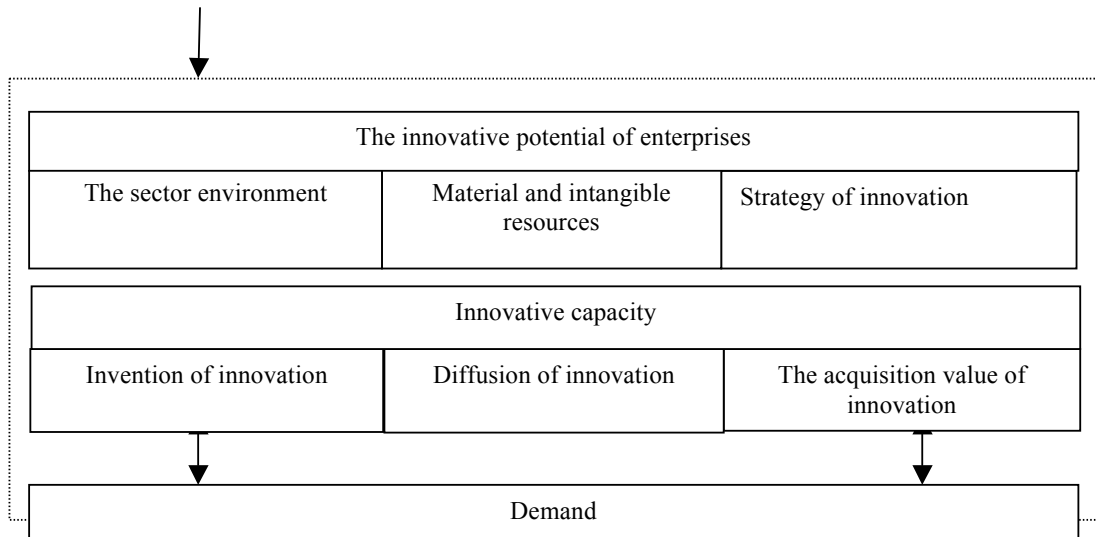 The innovative potential of enterprises
The sector environment
Material and intangible
resources
Strategy of innovation
Innovative capacity
Invention of innovation
Diffusion of innovation
The acquisition value of
innovation
Demand